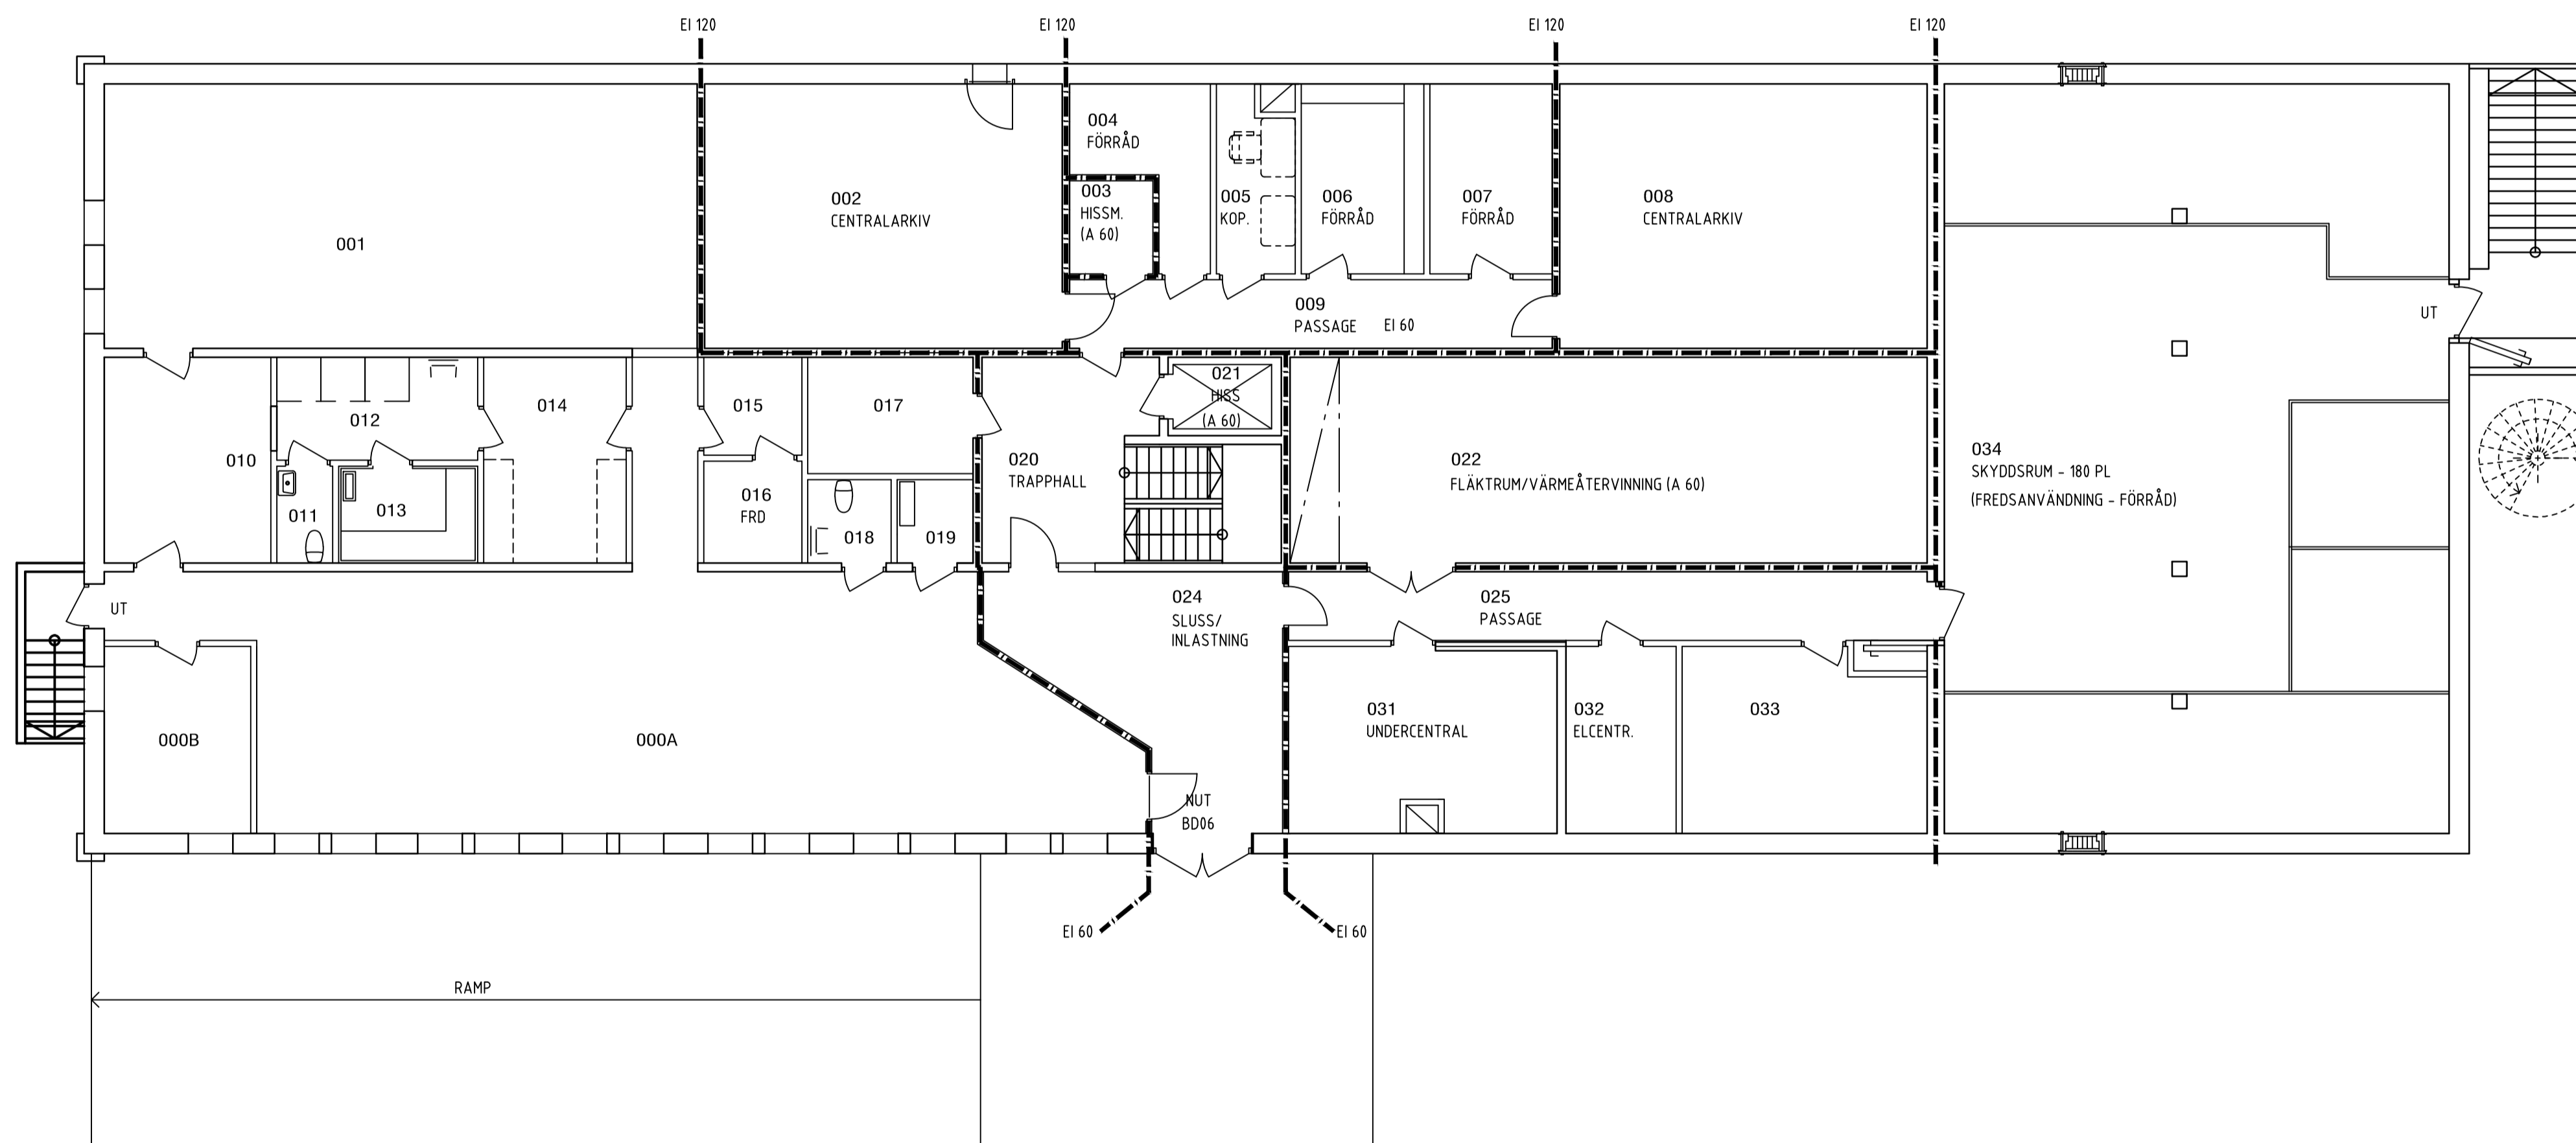 EI 120
EI 120
EI 120
EI 120
004
FÖRRÅD
003
HISSM.
(A 60)
002
CENTRALARKIV
005
KOP.
006
FÖRRÅD
007
FÖRRÅD
008
CENTRALARKIV
001
009
PASSAGE EI 60
UT
021
HISS
(A 60)
012
014
015
017
010
020
TRAPPHALL
022
FLÄKTRUM/VÄRMEÅTERVINNING (A 60)
034
SKYDDSRUM - 180 PL
(FREDSANVÄNDNING - FÖRRÅD)
016
FRD
011
013
018
019
UT
024
SLUSS/
INLASTNING
025
PASSAGE
000B
000A
031
UNDERCENTRAL
032
ELCENTR.
033
NUT
BD06
EI 60
EI 60
RAMP